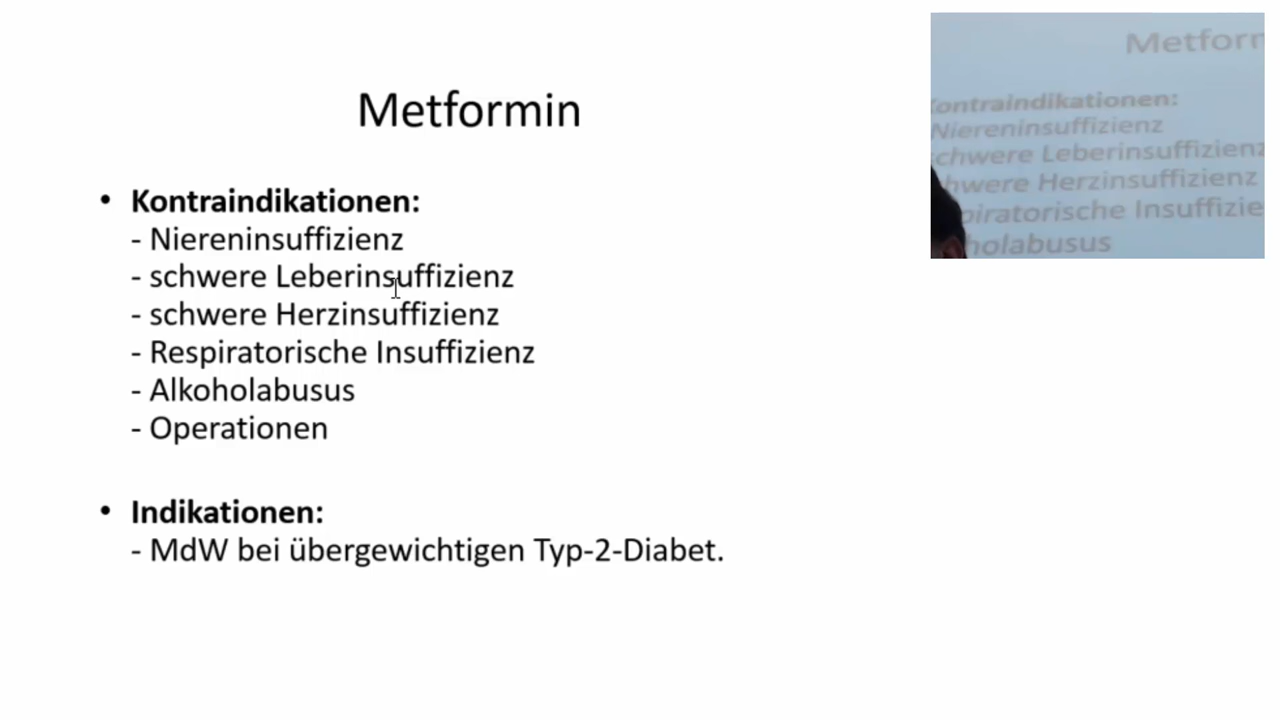 Metformin
• Kontraindikationen:
- Niereninsuffizienz
- schwere Leberinsuffizienz
- schwere Herzinsuffizienz
- Respiratorische Insuffizienz
- Alkoholabusus
- Operationen
• Indikationen:
- MdW bei übergewichtigen Typ-2-Diabet.
Metform
Kontraindikationen:
Niereninsuffizienz
schwere Leberinsuffizienz
hwere Herzinsuffizienz
piratorische Insuffizie
holabusus